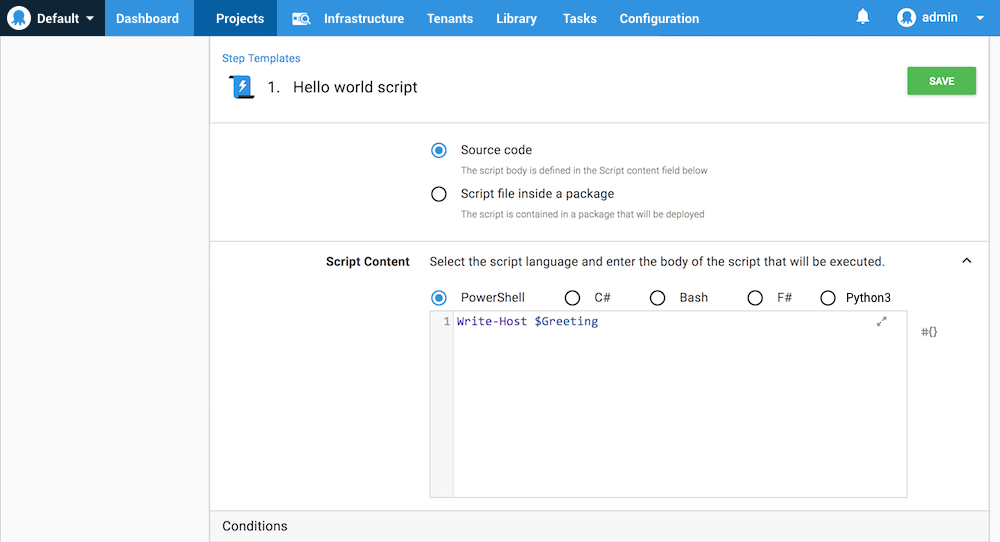 Default Dashboard Projects Infrastructure Tenants Library Tasks Configuration admin
Step Templates
1. Hello world script
SAVE
Source code
The script body is defined in the Script content field below
Script file inside a package
The script is contained in a package that will be deployed
Script Content Select the script language and enter the body of the script that will be executed.
PowerShell C# Bash F# Python3
1 Write-Host $Greeting
#{}
Conditions